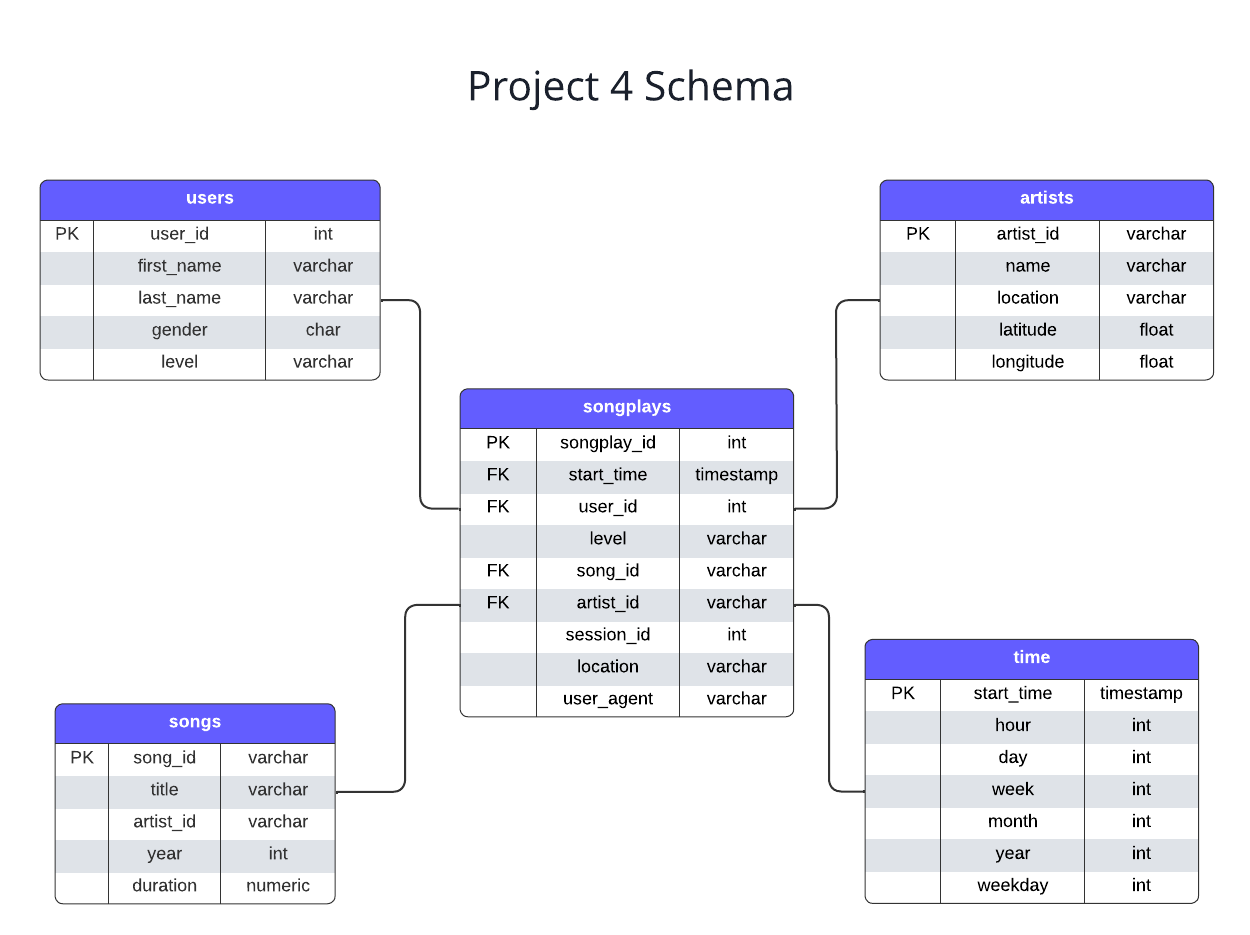 Project 4 Schema
users
PK user_id int
first_name varchar
last_name varchar
gender char
level varchar
artists
PK artist_id varchar
name varchar
location varchar
latitude float
longitude float
songplays
PK songplay_id int
FK start_time timestamp
FK user_id int
level varchar
FK song_id varchar
FK artist_id varchar
session_id int
location varchar
user_agent varchar
songs
PK song_id varchar
title varchar
artist_id varchar
year int
duration numeric
time
PK start_time timestamp
hour int
day int
week int
month int
year int
weekday int